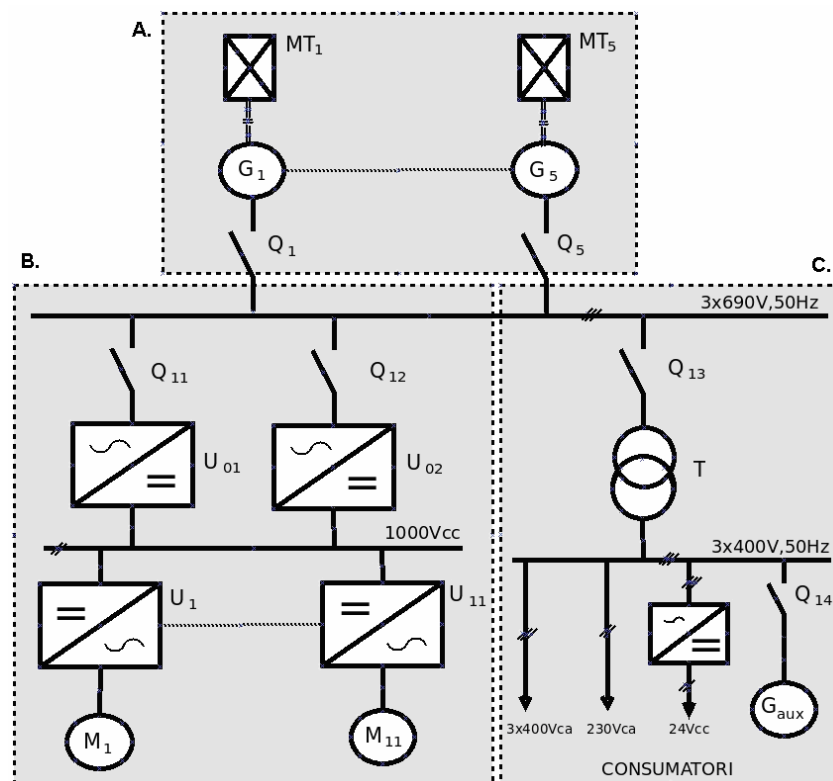 A.
MT1
MT5
G1
G5
Q1
Q5
B.
C.
3x690V,50Hz
Q11
Q12
Q13
U01
U02
T
1000Vcc
3x400V,50Hz
U1
U11
Q14
M1
M11
Gaux
3x400Vca
230Vca
24Vcc
CONSUMATORI